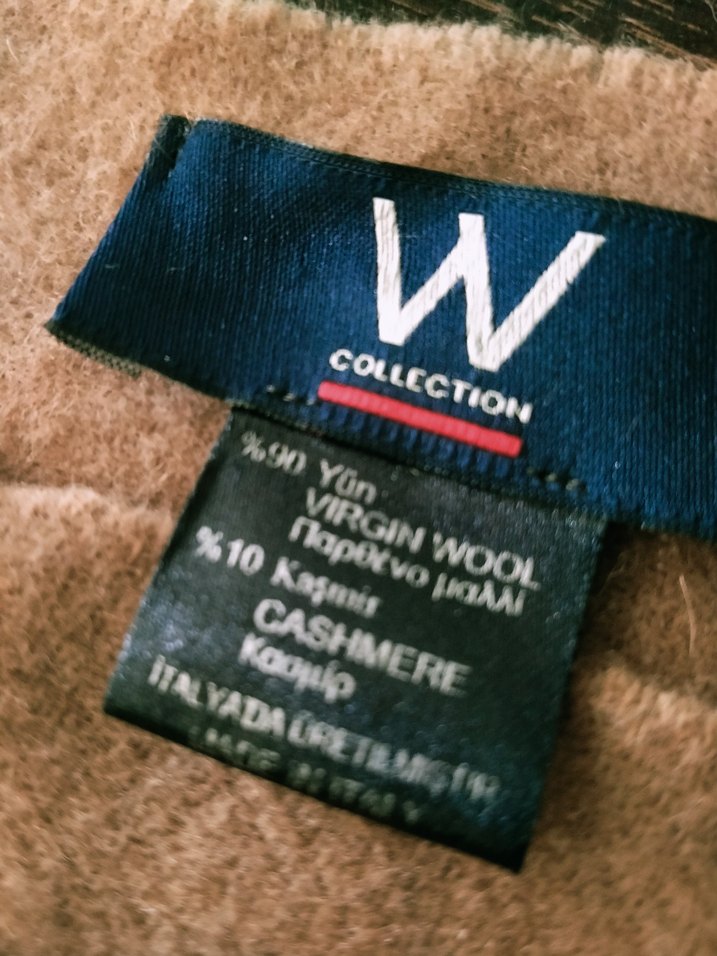 W
COLLECTION
%90 Yün
VIRGIN WOOL
Παρθένο μαλλί
%10 Kaşmir
CASHMERE
Κασμίρ
İTALYADA ÜRETİLMİŞTİR
MADE IN ITALY